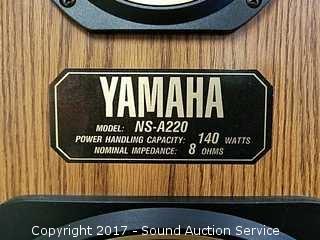 YAMAHA
MODEL: NS-A220
POWER HANDLING CAPACITY: 140 WATTS
NOMINAL IMPEDANCE: 8 OHMS
Copyright 2017 - Sound Auction Service